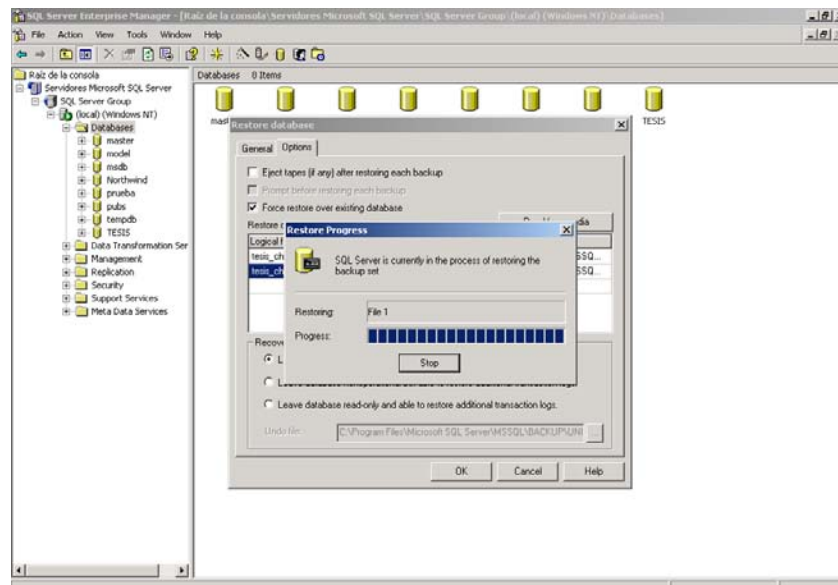 SQL Server Enterprise Manager - [Raíz de la consola\Servidores Microsoft SQL Server\SQL Server Group\(local) (Windows NT)\Databases]
File Action View Tools Window Help
Raíz de la consola
Servidores Microsoft SQL Server
SQL Server Group
(local) (Windows NT)
Databases
master
model
msdb
Northwind
prueba
pubs
tempdb
TESIS
Data Transformation Ser
Management
Replication
Security
Support Services
Meta Data Services
Databases 0 Items
TESIS
Restore database
General Options
Eject tapes (if any) after restoring each backup
Prompt before restoring each backup
Force restore over existing database
Restore
Logical
tesis_ch
tesis_ch
SSQ...
SSQ...
Restore Progress
SQL Server is currently in the process of restoring the
backup set
Restoring: File 1
Progress:
Stop
Recov
L
Leave database read-only and able to restore additional transaction logs.
Undo file: C:\Program Files\Microsoft SQL Server\MSSQL\BACKUP\UN ...
OK Cancel Help